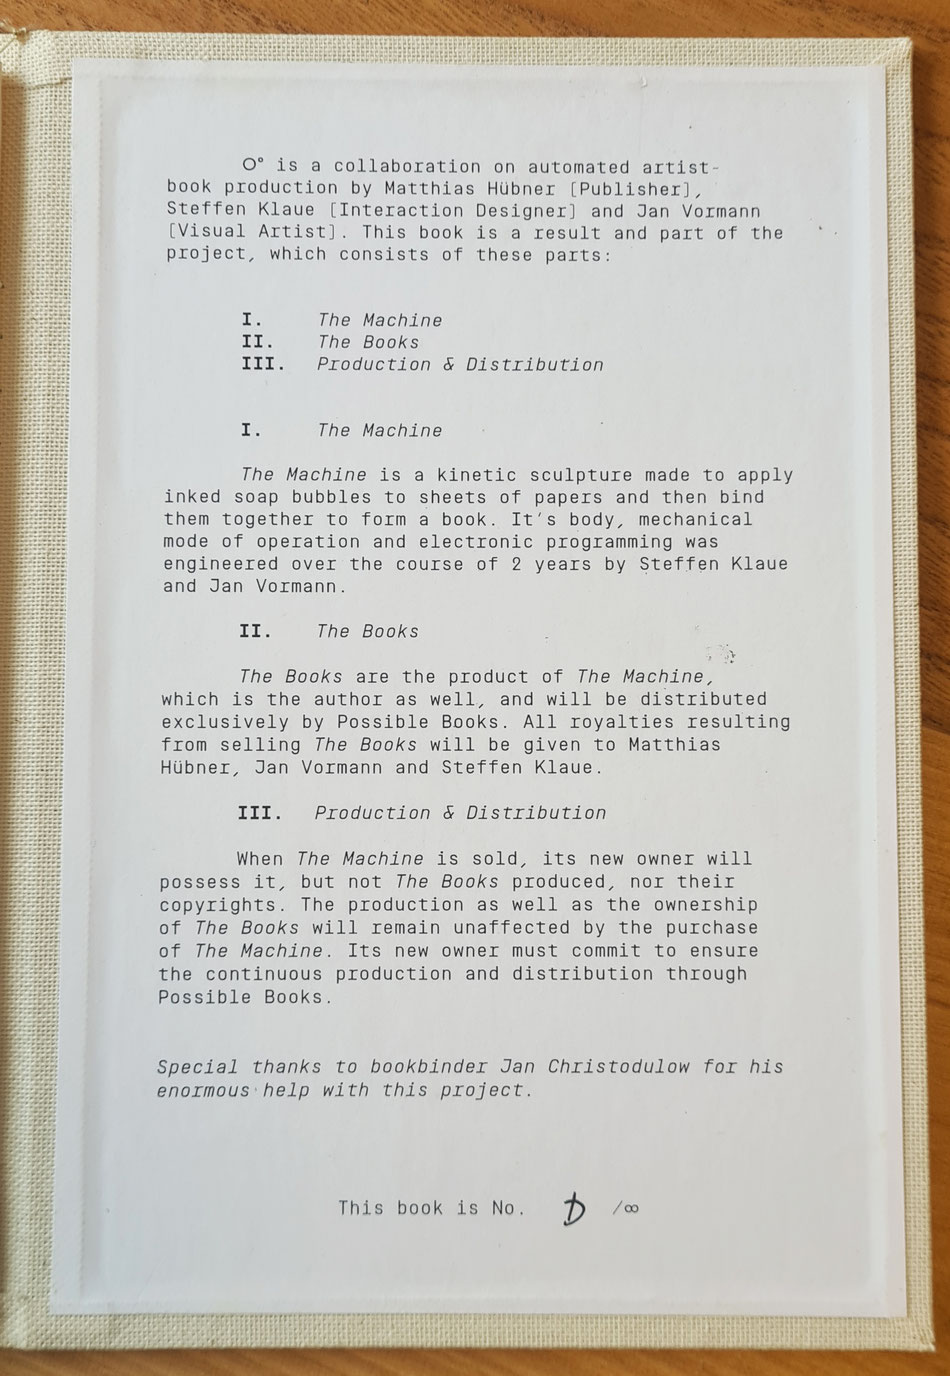 O° is a collaboration on automated artist-
book production by Matthias Hübner [Publisher],
Steffen Klaue [Interaction Designer] and Jan Vormann
[Visual Artist]. This book is a result and part of the
project, which consists of these parts:
I. The Machine
II. The Books
III. Production & Distribution
I. The Machine
The Machine is a kinetic sculpture made to apply
inked soap bubbles to sheets of papers and then bind
them together to form a book. It's body, mechanical
mode of operation and electronic programming was
engineered over the course of 2 years by Steffen Klaue
and Jan Vormann.
II. The Books
The Books are the product of The Machine,
which is the author as well, and will be distributed
exclusively by Possible Books. All royalties resulting
from selling The Books will be given to Matthias
Hübner, Jan Vormann and Steffen Klaue.
III. Production & Distribution
When The Machine is sold, its new owner will
possess it, but not The Books produced, nor their
copyrights. The production as well as the ownership
of The Books will remain unaffected by the purchase
of The Machine. Its new owner must commit to ensure
the continuous production and distribution through
Possible Books.
Special thanks to bookbinder Jan Christodulow for his
enormous help with this project.
This book is No. D /∞